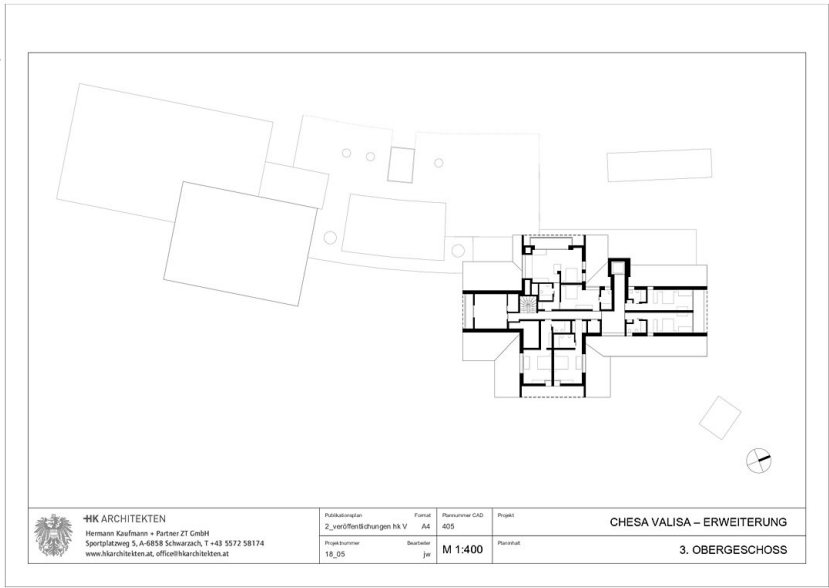 HK ARCHITEKTEN
Hermann Kaufmann + Partner ZT GmbH
Sportplatzweg 5, A-6858 Schwarzach, T +43 5572 58174
www.hkarchitekten.at, office@hkarchitekten.at
Publikationsplan Format
2_veröffentlichungen hk V A4
Projektnummer Bearbeiter
18_05 jw
Plannummer CAD
405
M 1:400
Projekt
CHESA VALISA – ERWEITERUNG
Planinhalt
3. OBERGESCHOSS